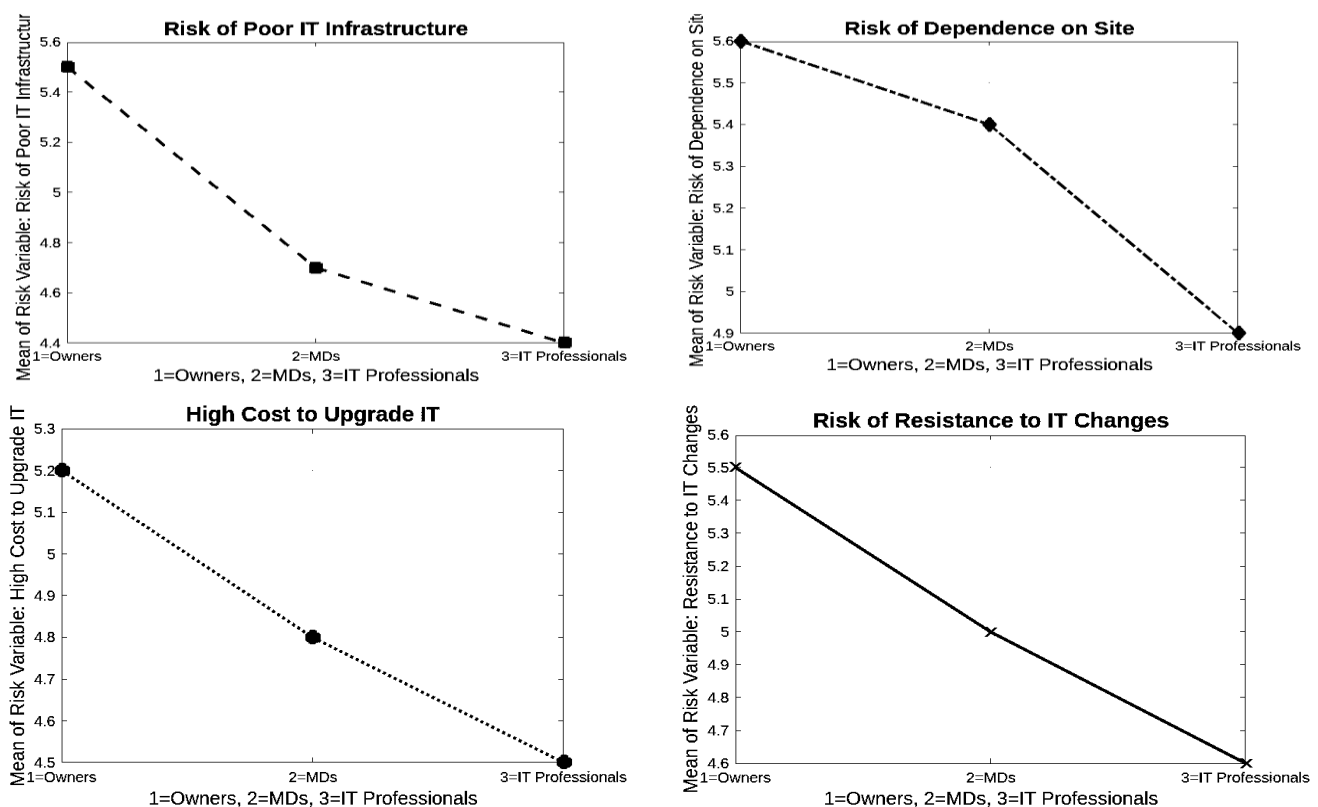 Risk of Poor IT Infrastructure
Mean of Risk Variable: Risk of Poor IT Infrastructur
5.6
5.4
5.2
5
4.8
4.6
4.4
1=Owners
2=MDs
3=IT Professionals
1=Owners, 2=MDs, 3=IT Professionals
Risk of Dependence on Site
Mean of Risk Variable: Risk of Dependence on Site
5.6
5.5
5.4
5.3
5.2
5.1
5
4.9
1=Owners
2=MDs
3=IT Professionals
1=Owners, 2=MDs, 3=IT Professionals
High Cost to Upgrade IT
Mean of Risk Variable: High Cost to Upgrade IT
5.3
5.2
5.1
5
4.9
4.8
4.7
4.6
4.5
1=Owners
2=MDs
3=IT Professionals
1=Owners, 2=MDs, 3=IT Professionals
Risk of Resistance to IT Changes
Mean of Risk Variable: Resistance to IT Changes
5.6
5.5
5.4
5.3
5.2
5.1
5
4.9
4.8
4.7
4.6
1=Owners
2=MDs
3=IT Professionals
1=Owners, 2=MDs, 3=IT Professionals